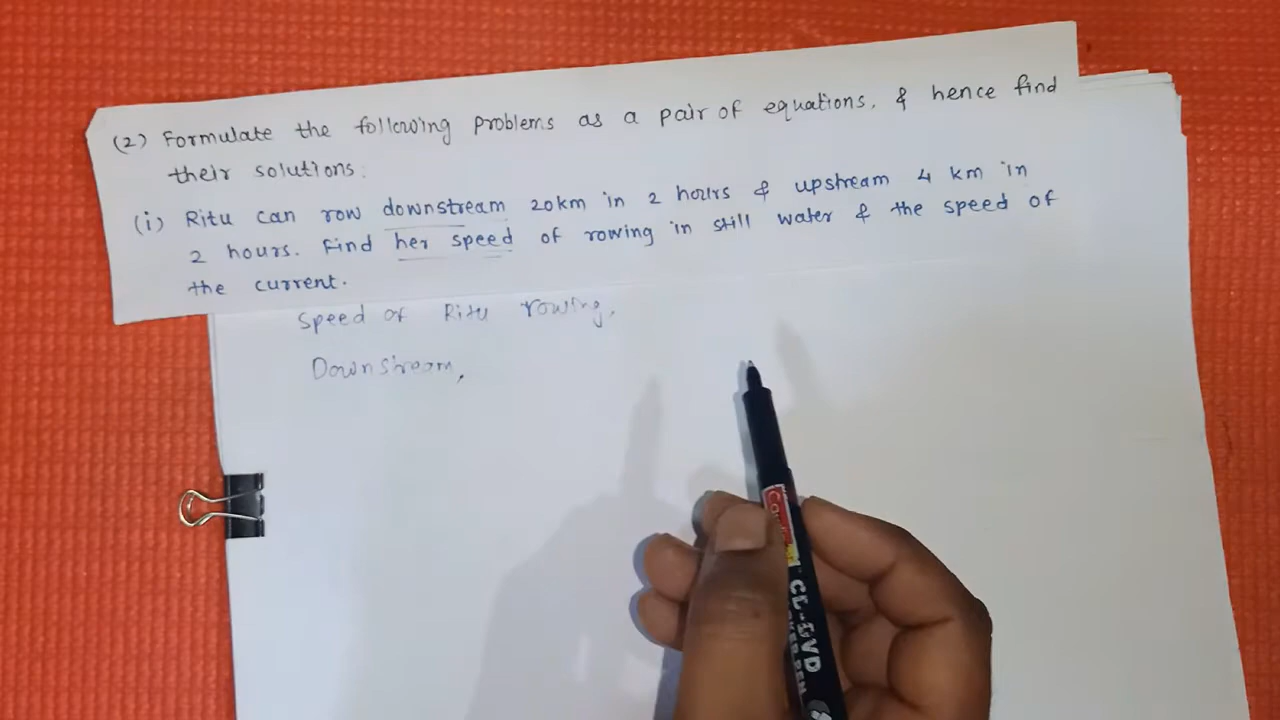 (2) Formulate the following problems as a pair of equations, & hence find
their solutions:
(i) Ritu can row downstream 20km in 2 hours & upstream 4 km in
2 hours. Find her speed of rowing in still water & the speed of
the current.
Speed of Ritu rowing,
Downstream,